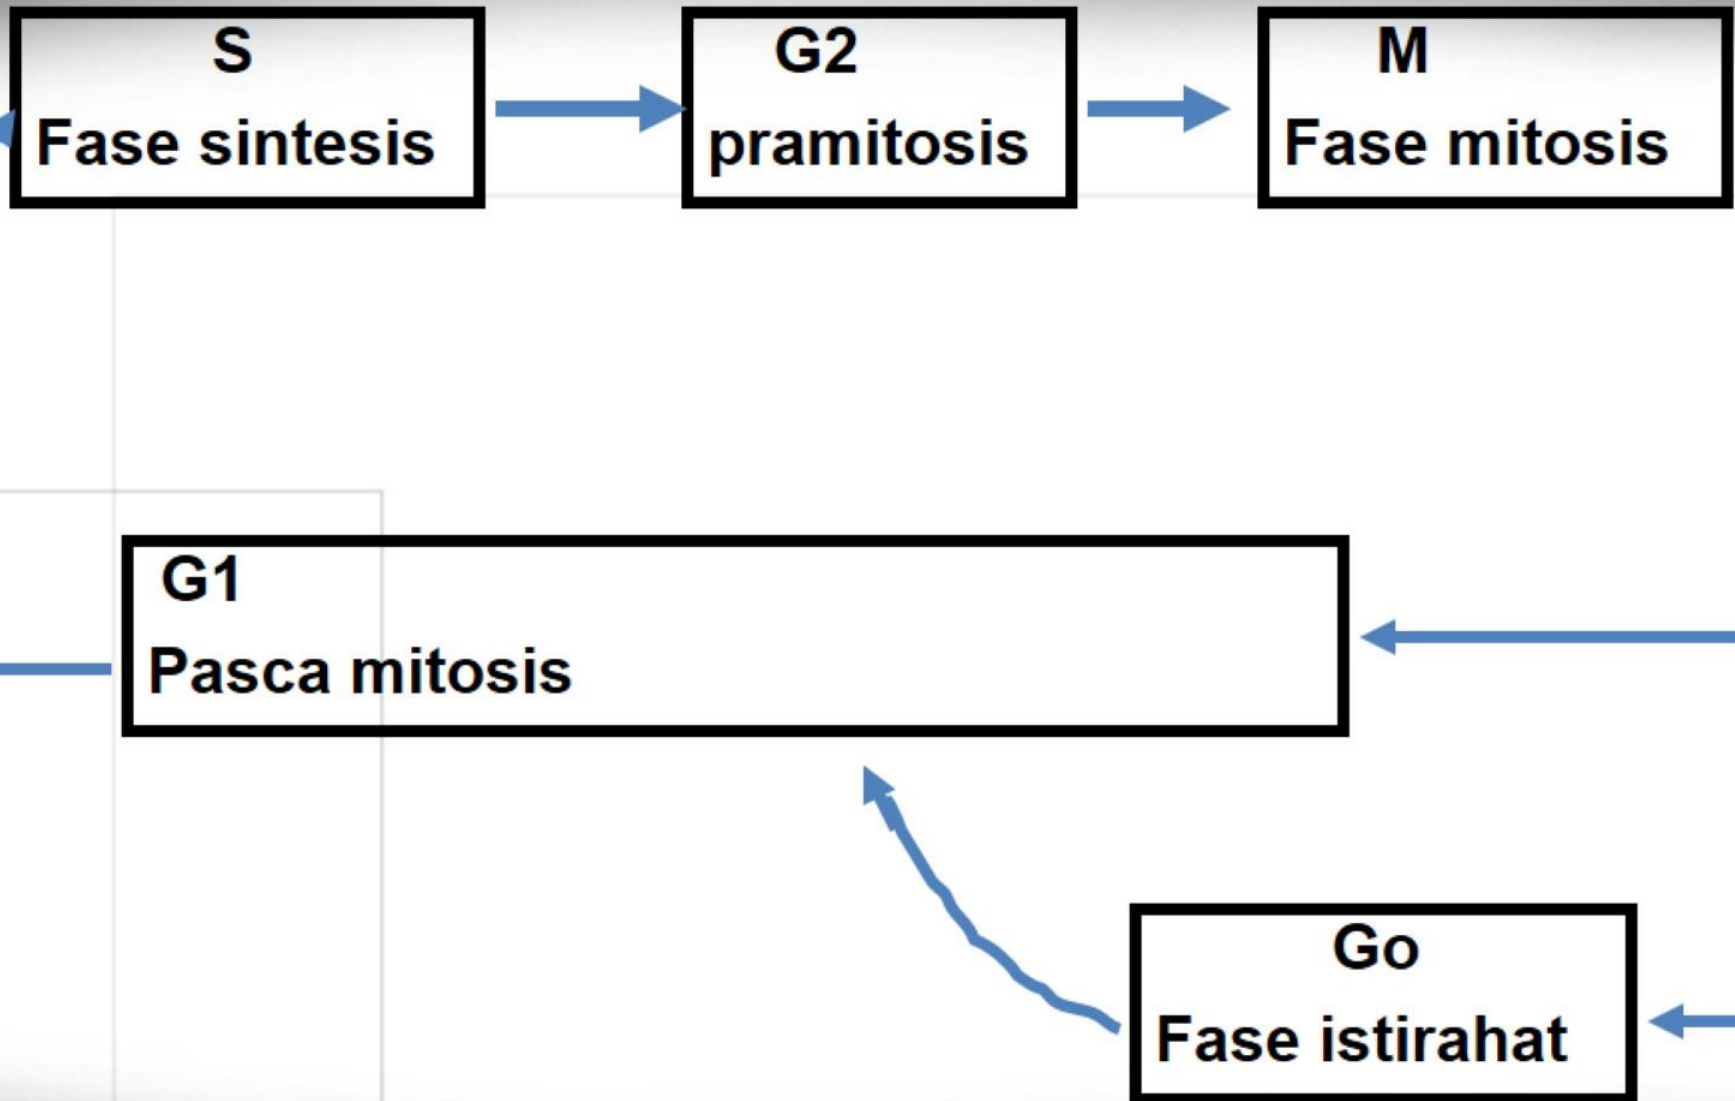 S
Fase sintesis
G2
pramitosis
M
Fase mitosis
G1
Pasca mitosis
Go
Fase istirahat